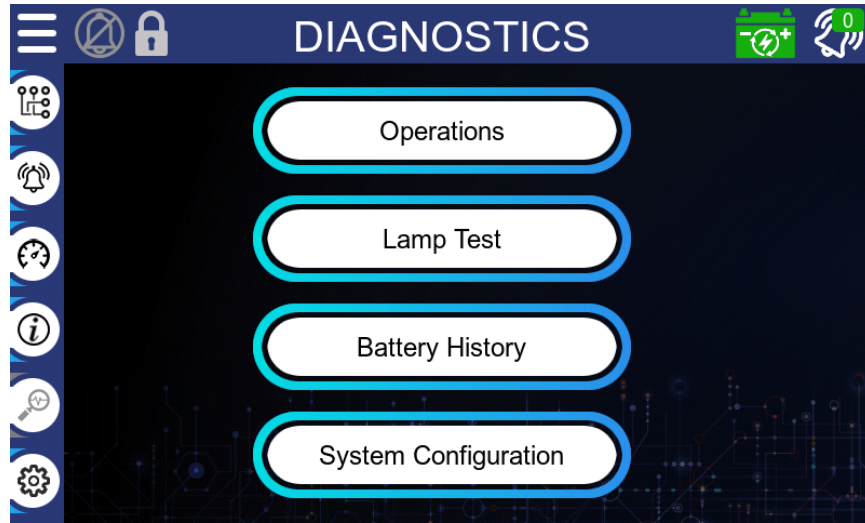 DIAGNOSTICS
0
Operations
Lamp Test
Battery History
System Configuration